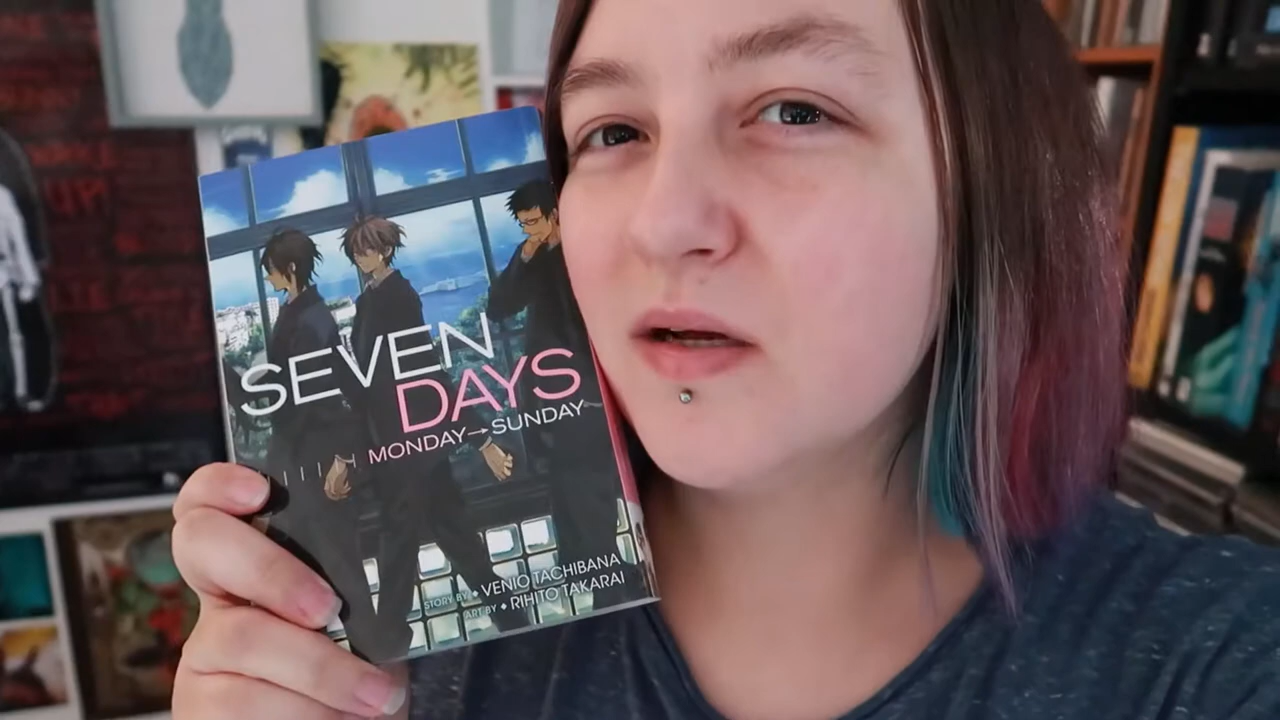 SEVEN
DAYS
MONDAY→SUNDAY
STORY BY ◆ VENIO TACHIBANA
ART BY ◆ RIHITO TAKARAI